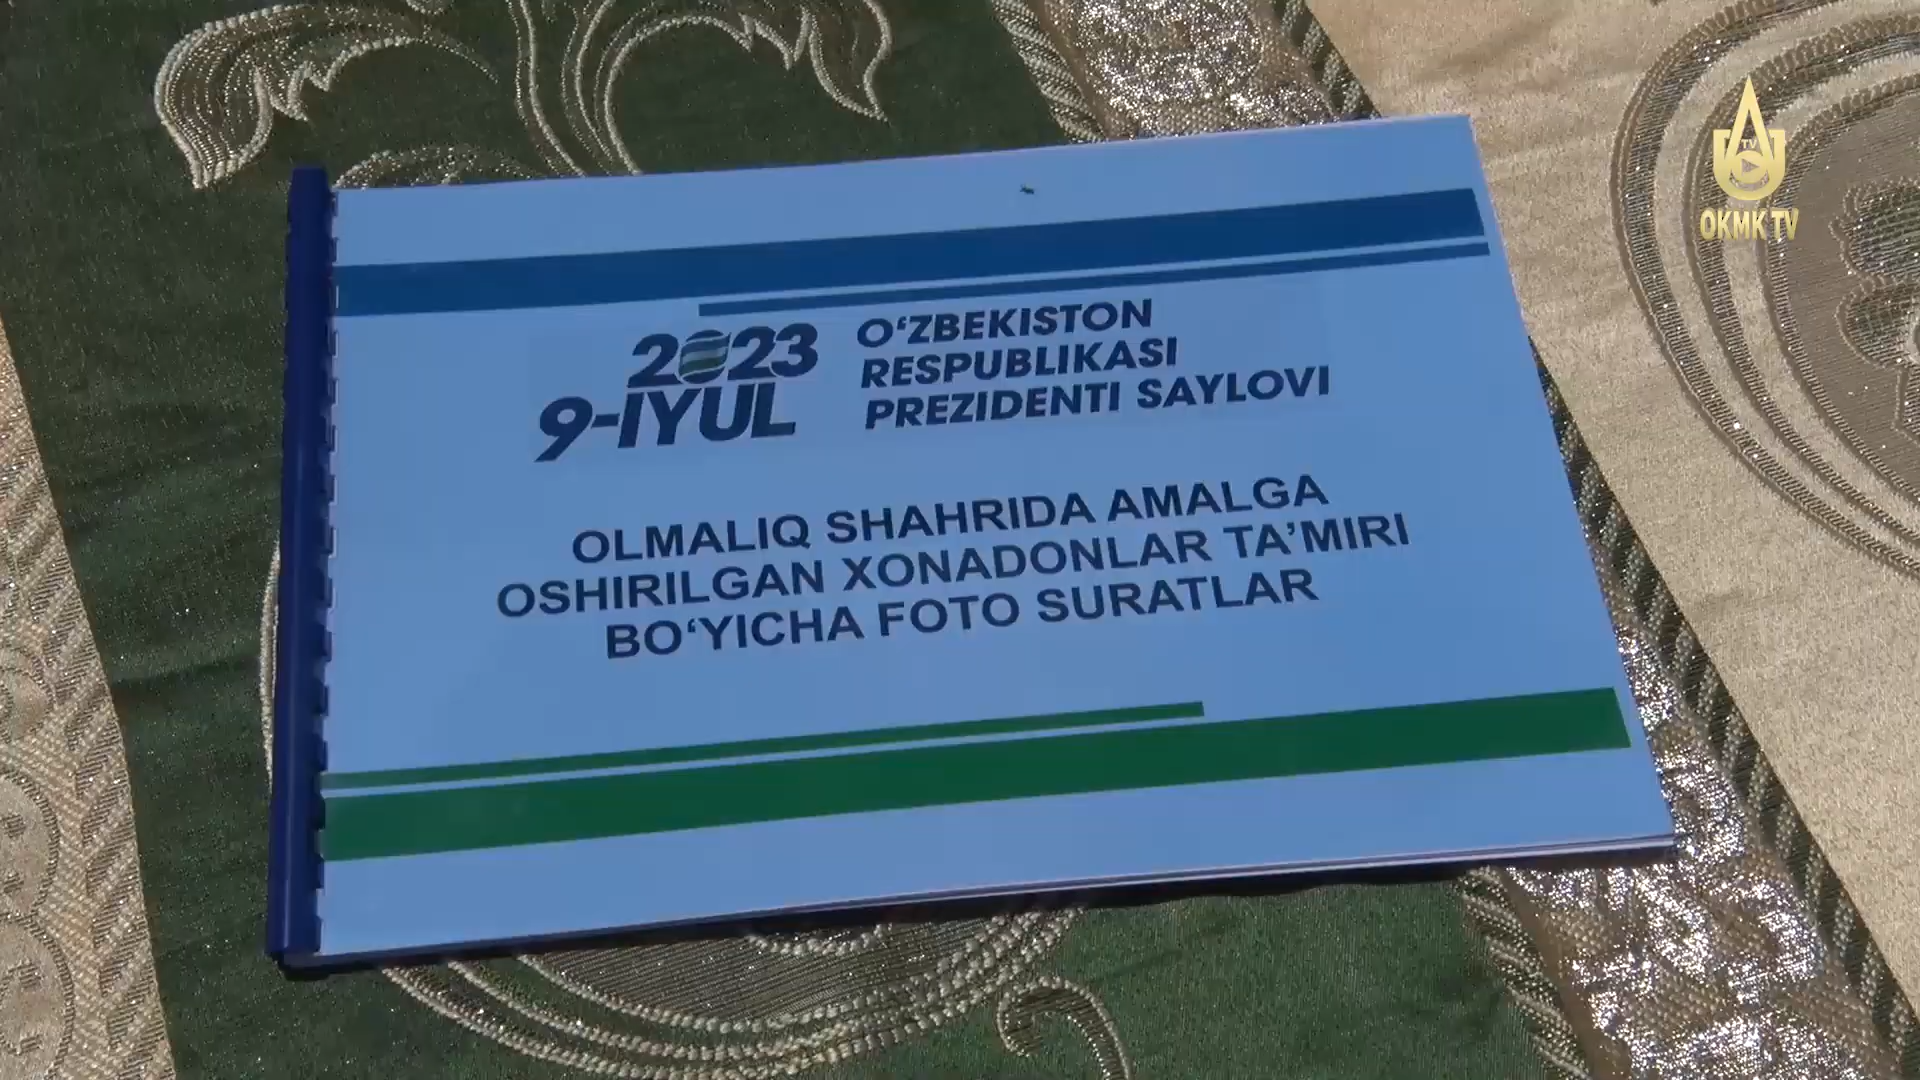 TV
OKMK TV
2023
9-IYUL
O‘ZBEKISTON
RESPUBLIKASI
PREZIDENTI SAYLOVI
OLMALIQ SHAHRIDA AMALGA
OSHIRILGAN XONADONLAR TA’MIRI
BO‘YICHA FOTO SURATLAR